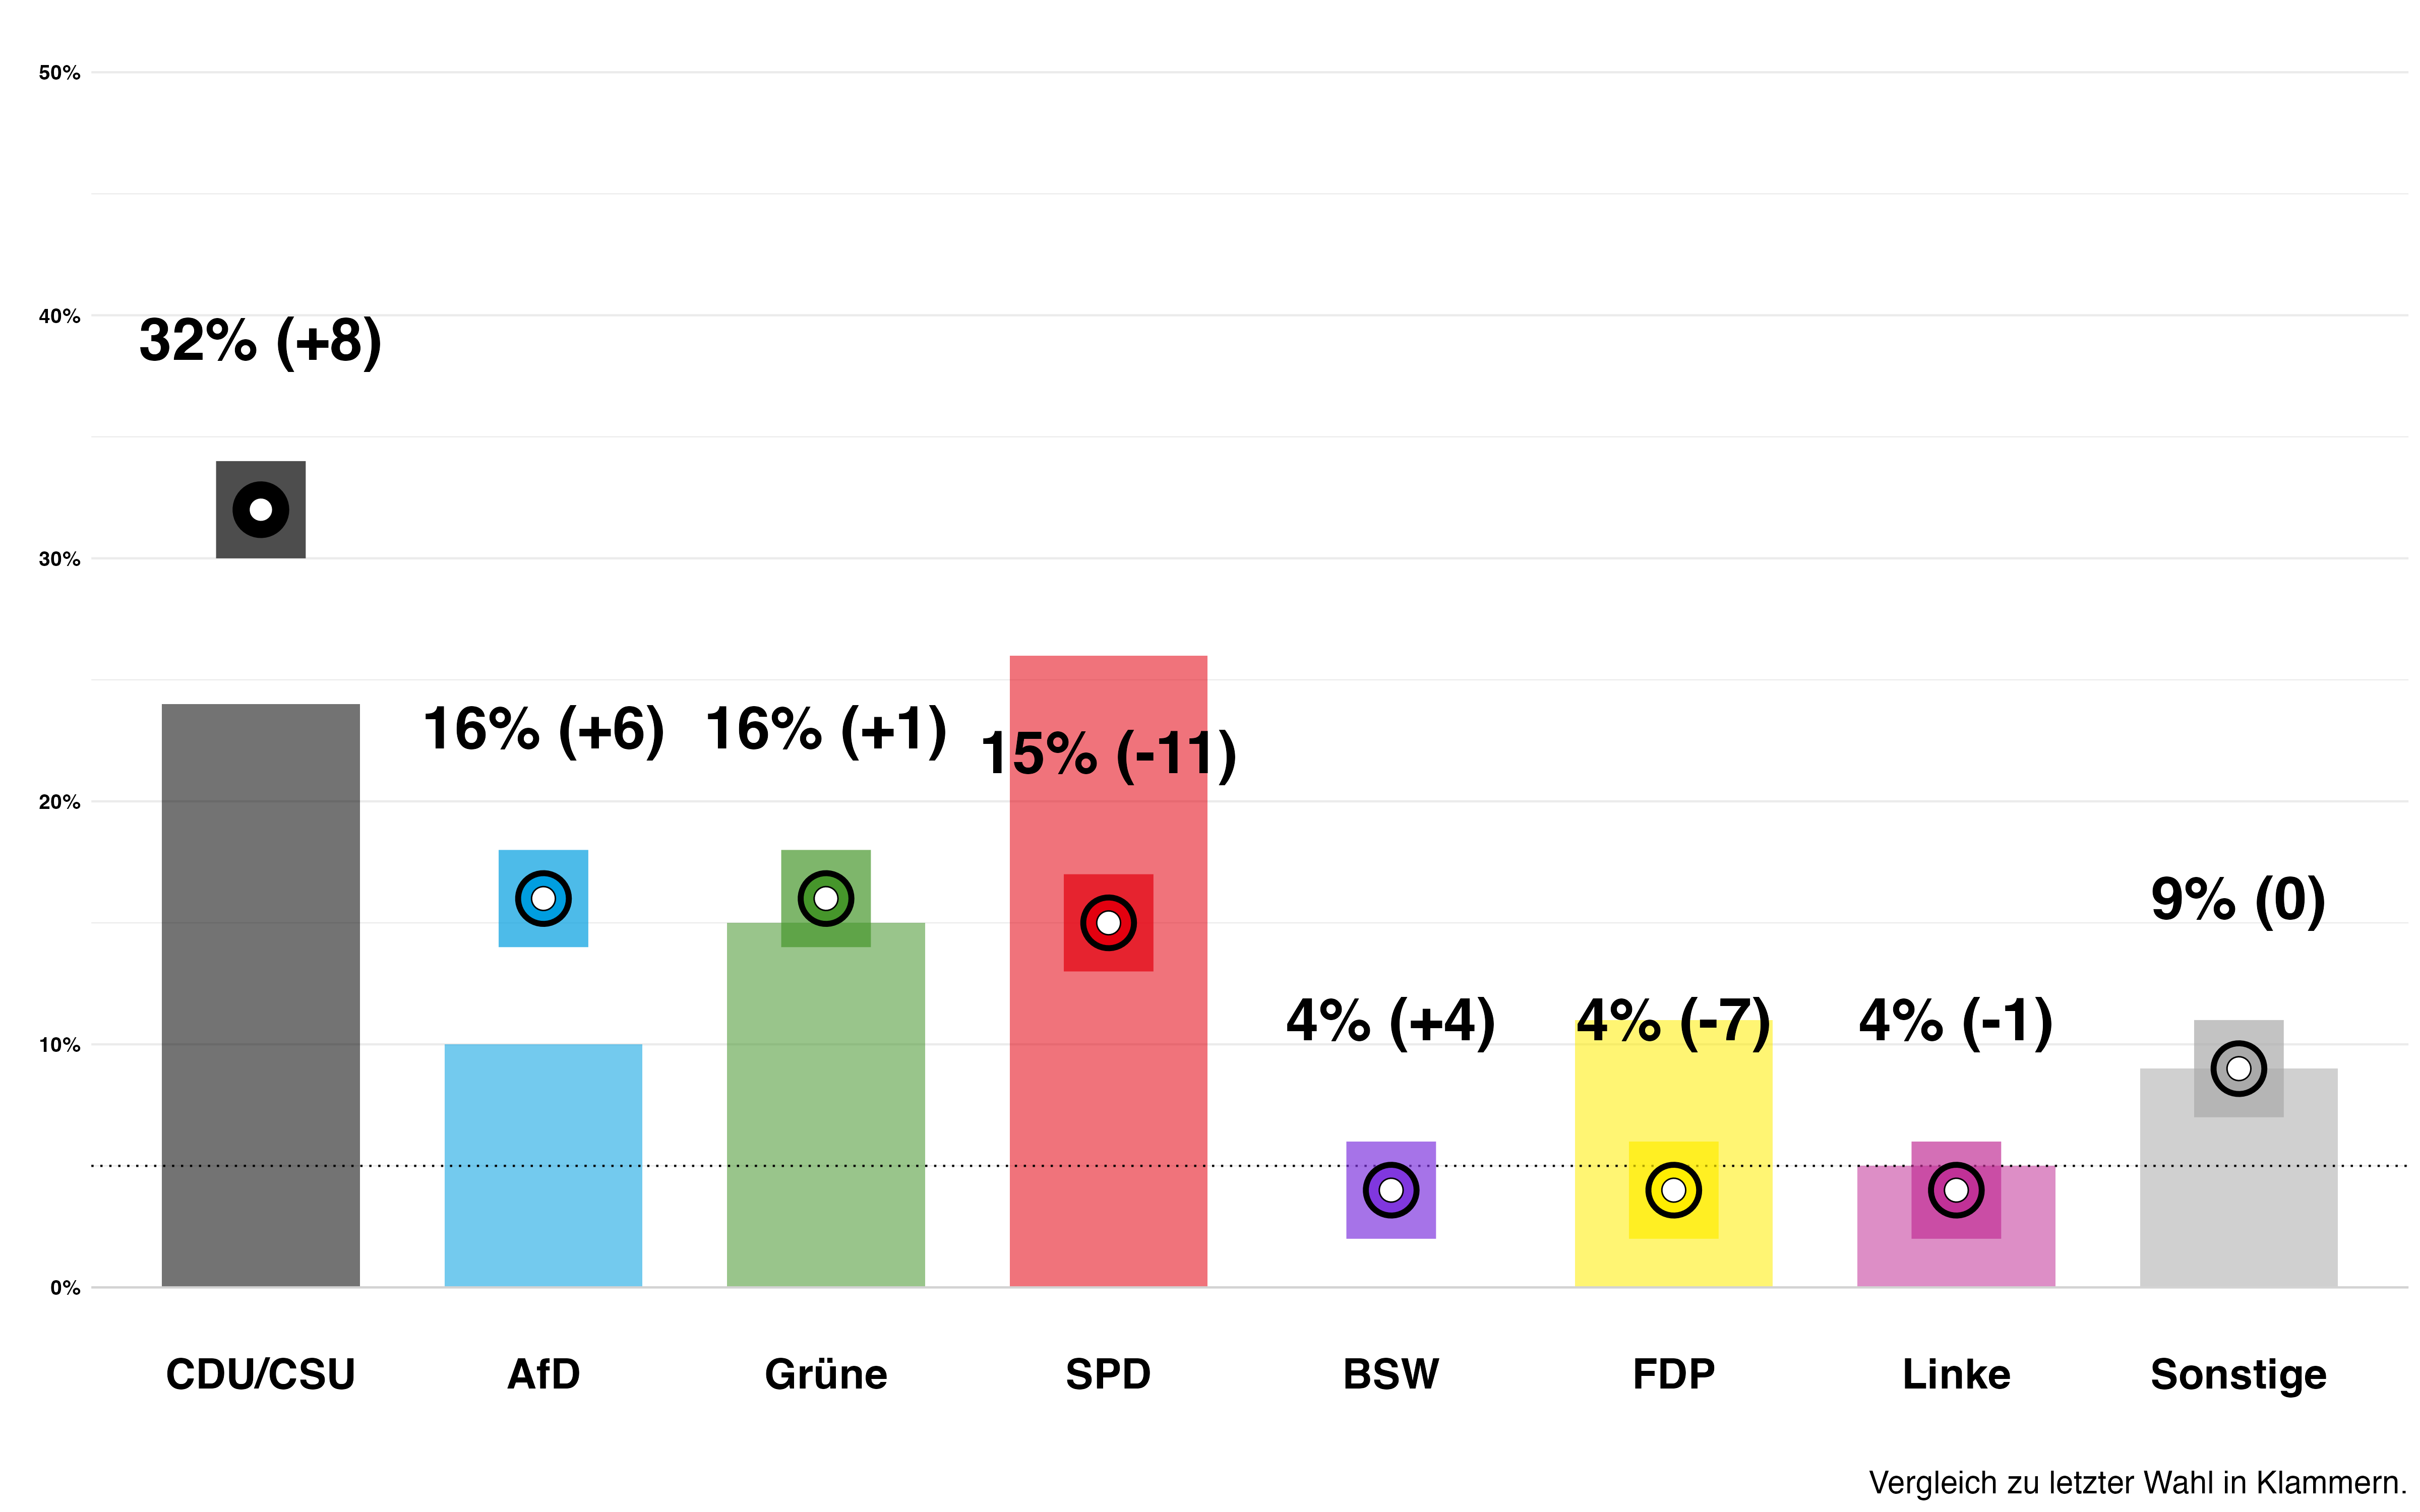 50%
40%
32% (+8)
30%
16% (+6) 16% (+1) 15% (-11)
20%
9% (0)
4% (+4) 4% (-7) 4% (-1)
10%
0%
CDU/CSU AfD Grüne SPD BSW FDP Linke Sonstige
Vergleich zu letzter Wahl in Klammern.